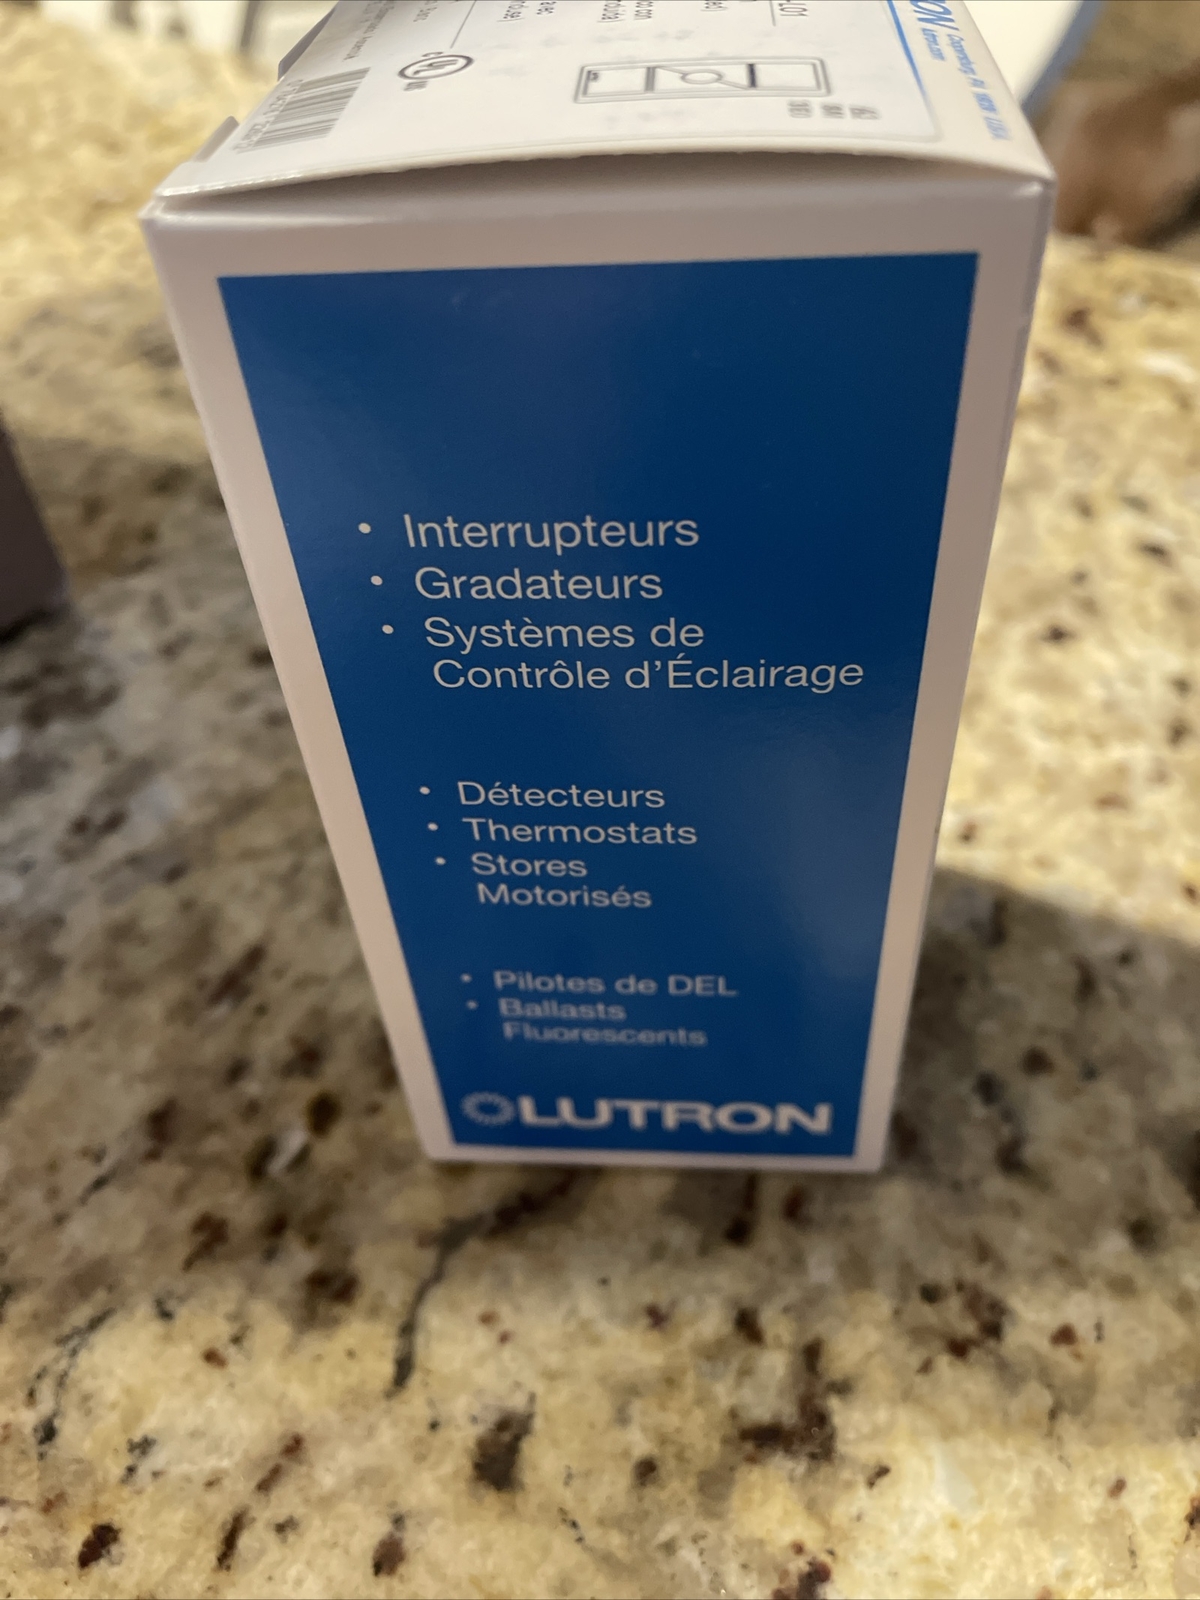 • Interrupteurs
• Gradateurs
• Systèmes de
Contrôle d'Éclairage
• Détecteurs
• Thermostats
• Stores
Motorisés
• Pilotes de DEL
• Ballasts
Fluorescents
LUTRON